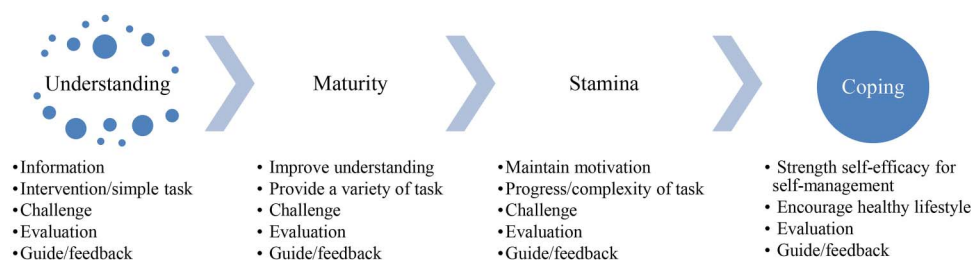 Understanding
•Information
•Intervention/simple task
•Challenge
•Evaluation
•Guide/feedback
Maturity
• Improve understanding
• Provide a variety of task
• Challenge
• Evaluation
• Guide/feedback
Stamina
•Maintain motivation
•Progress/complexity of task
•Challenge
•Evaluation
•Guide/feedback
Coping
• Strength self-efficacy for
self-management
• Encourage healthy lifestyle
• Evaluation
• Guide/feedback